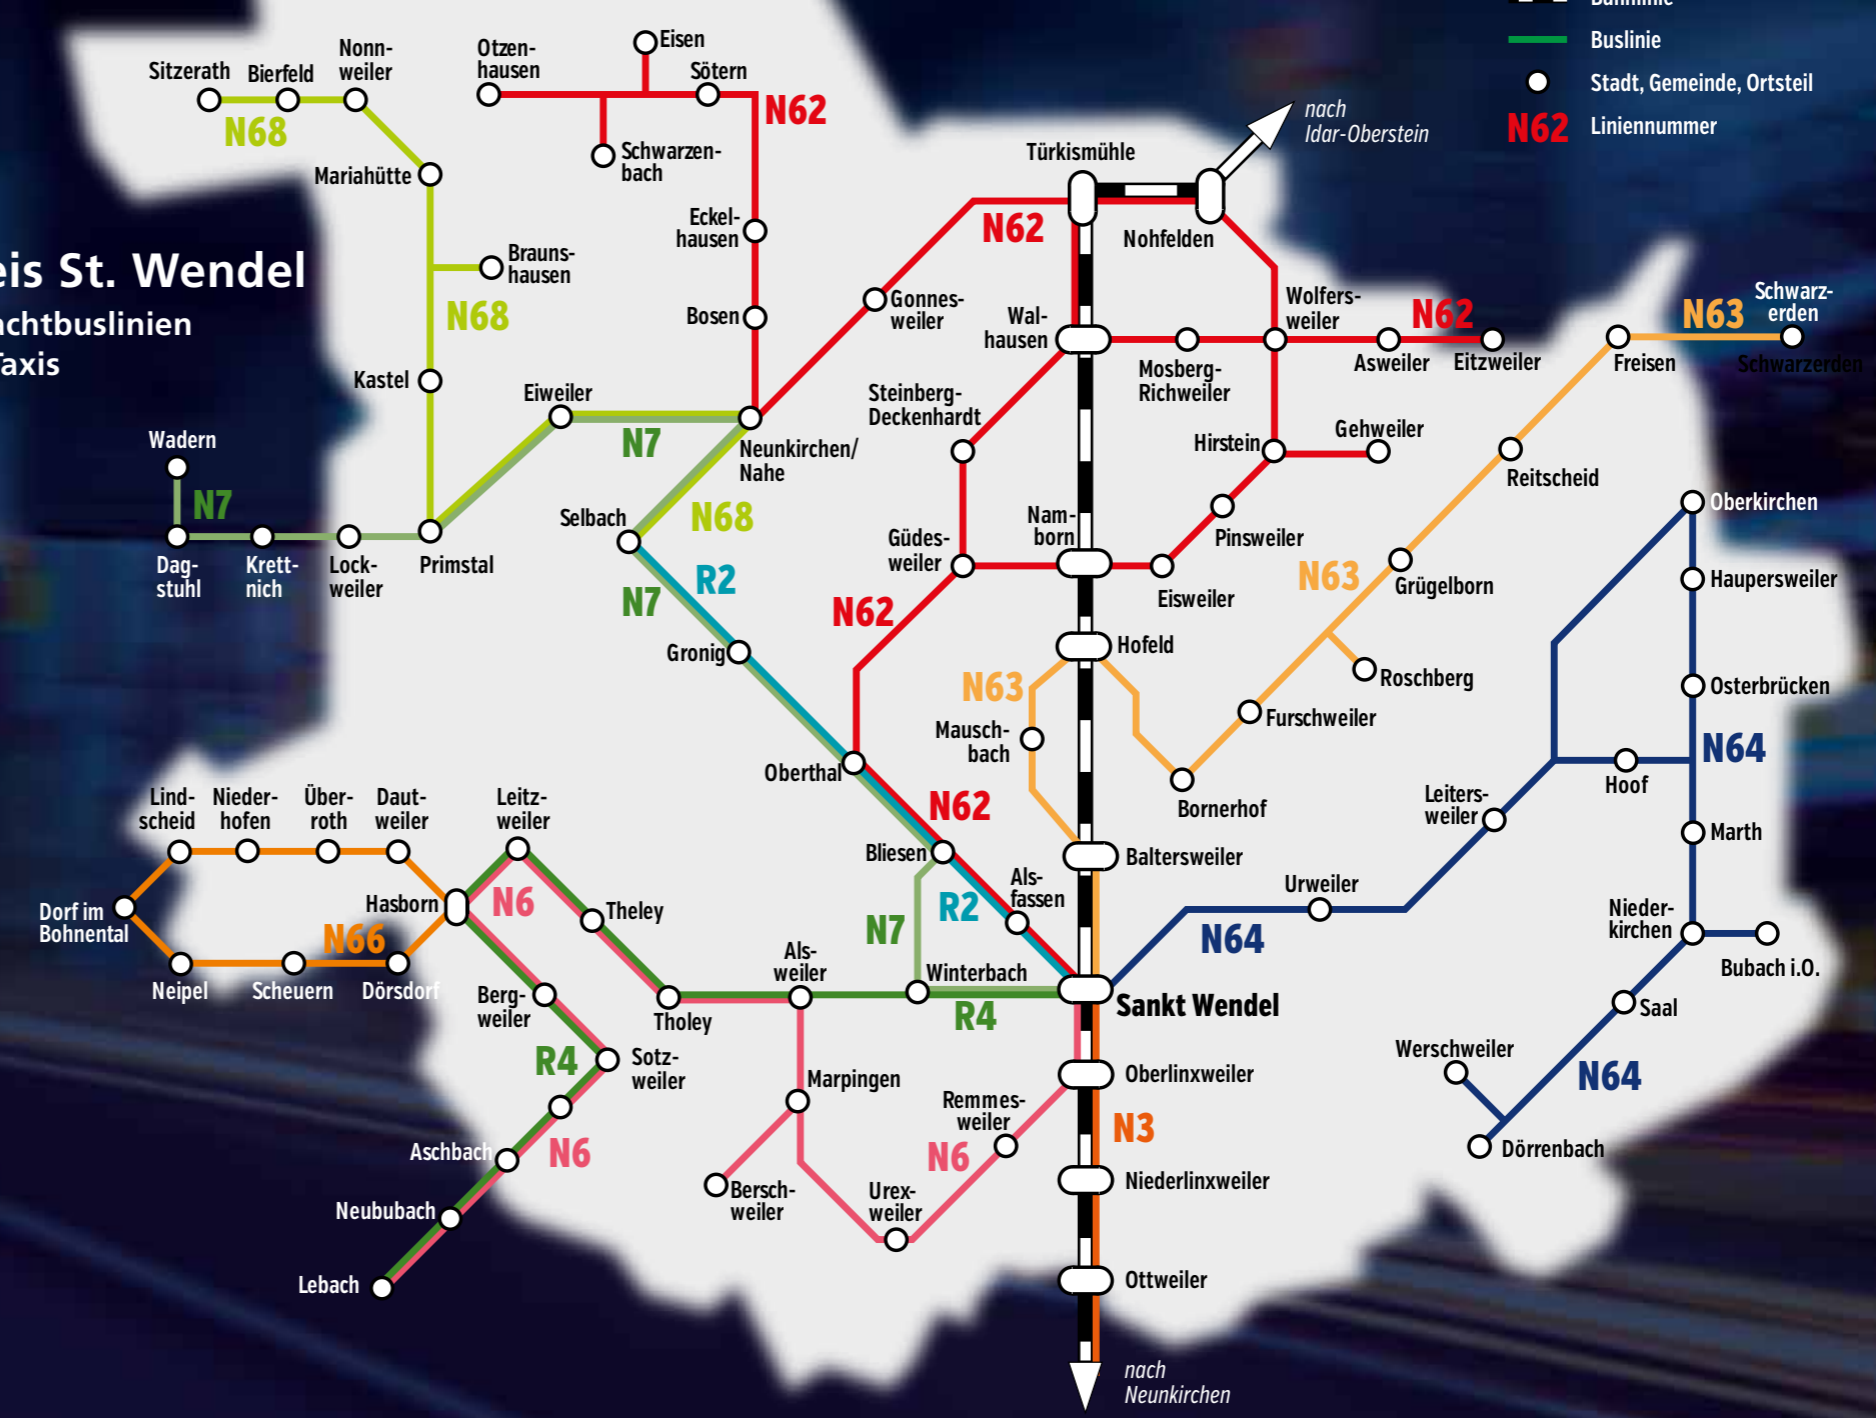 Buslinie
Stadt, Gemeinde, Ortsteil
N62 Liniennummer
eis St. Wendel
achtbuslinien
Taxis
Sitzerath
Bierfeld
Nonn-
weiler
N68
Mariahütte
Brauns-
hausen
N68
Kastel
Otzen-
hausen
Eisen
Sötern
N62
Schwarzen-
bach
Eckel-
hausen
Bosen
Eiweiler
N7
Neunkirchen/
Nahe
N68
Wadern
N7
Dag-
stuhl
Krett-
nich
Lock-
weiler
Primstal
Selbach
R2
N7
Gronig
Oberthal
Gonnes-
weiler
N62
Türkismühle
nach
Idar-Oberstein
Nohfelden
Wal-
hausen
Mosberg-
Richweiler
Wolfers-
weiler
N62
Asweiler
Eitzweiler
N63
Schwarz-
erden
Schwarzerden
Freisen
Steinberg-
Deckenhardt
Hirstein
Gehweiler
Reitscheid
Güdes-
weiler
Nam-
born
Pinsweiler
Eisweiler
N62
N63
Grügelborn
Hofeld
N63
Roschberg
Furschweiler
Mausch-
bach
Bornerhof
Oberkirchen
Haupersweiler
Osterbrücken
N64
Hoof
Leiters-
weiler
Marth
Urweiler
N64
Nieder-
kirchen
Bubach i.O.
Saal
Werschweiler
N64
Dörrenbach
N62
Bliesen
Baltersweiler
Als-
fassen
R2
N7
Winterbach
R4
Sankt Wendel
Lind-
scheid
Nieder-
hofen
Über-
roth
Daut-
weiler
Leitz-
weiler
Hasborn
N6
Theley
Dorf im
Bohnental
N66
Neipel
Scheuern
Dörsdorf
Berg-
weiler
Tholey
Als-
weiler
R4
Sotz-
weiler
Marpingen
Oberlinxweiler
Remmes-
weiler
N3
N6
Aschbach
N6
Bersch-
weiler
Urex-
weiler
Niederlinxweiler
Neububach
Lebach
Ottweiler
nach
Neunkirchen